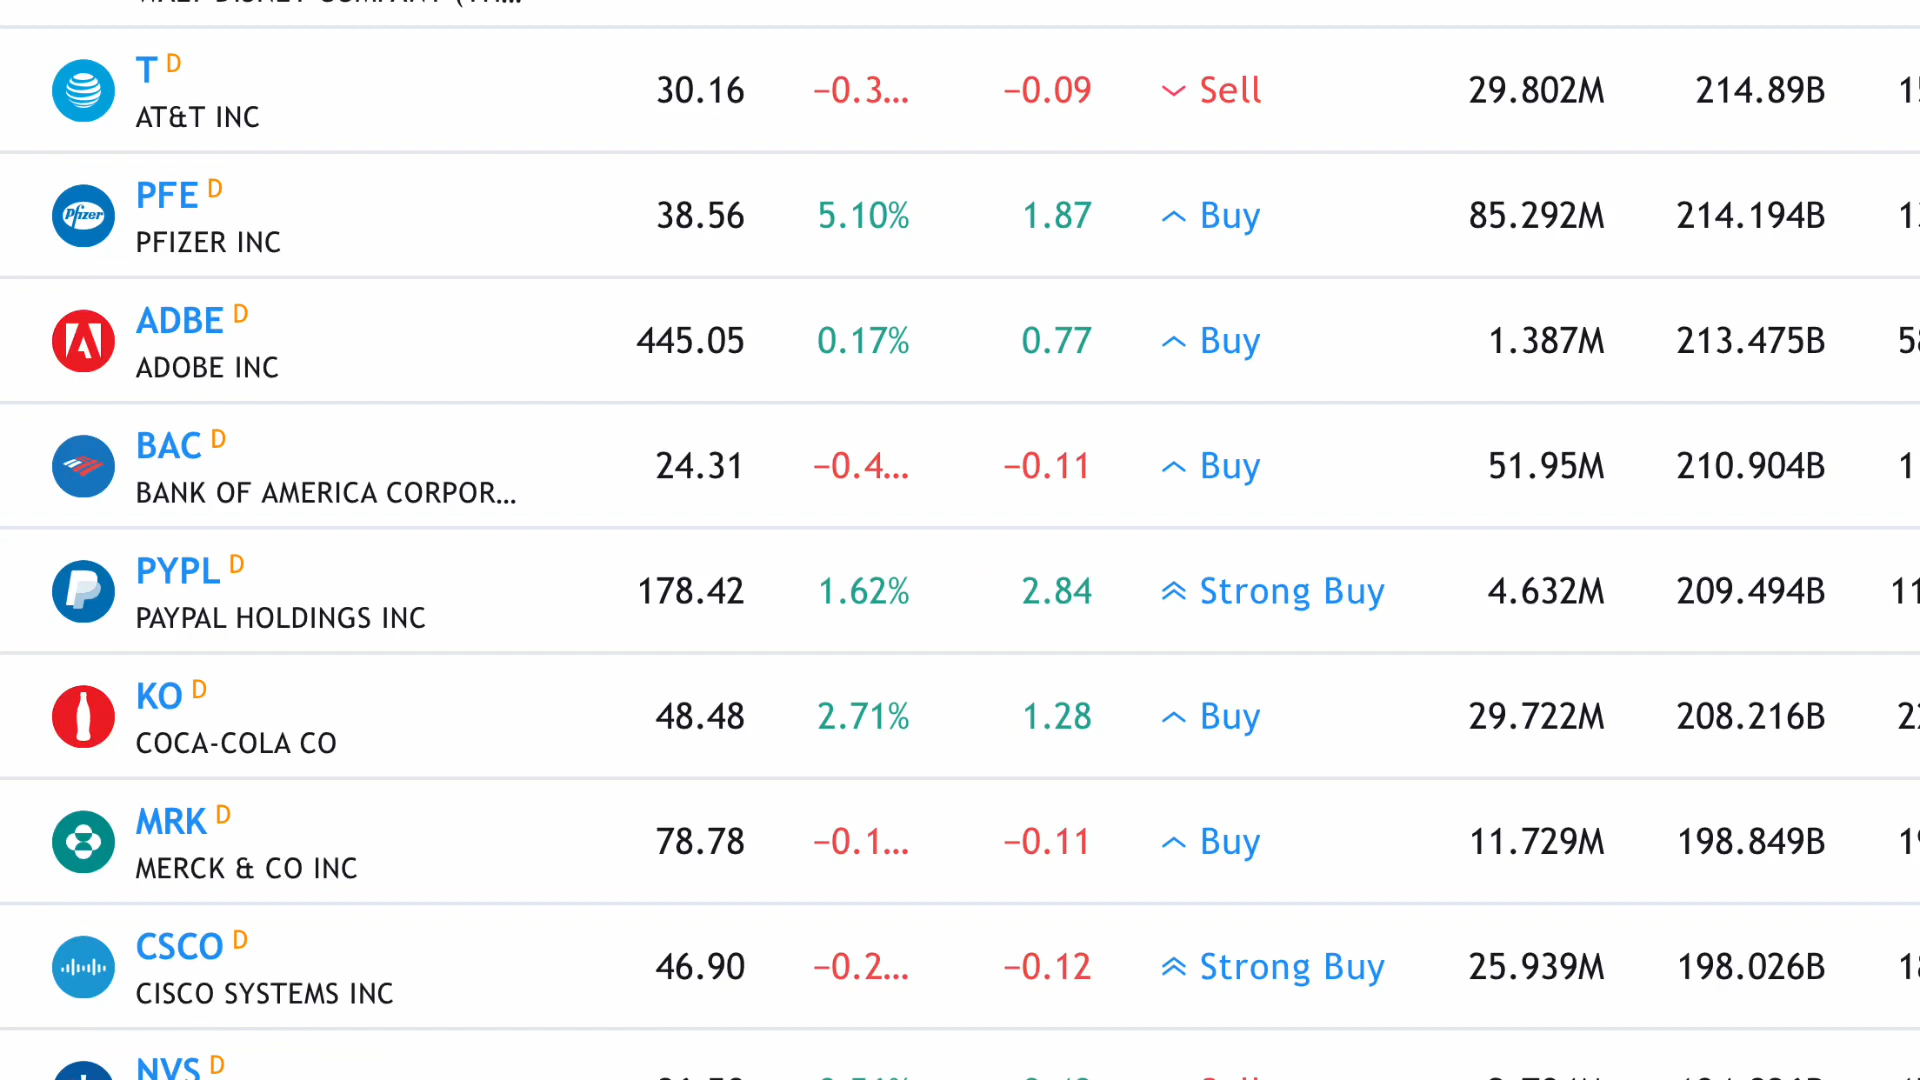 T D
AT&T INC
30.16 −0.3... −0.09 Sell 29.802M 214.89B
PFE D
Pfizer
PFIZER INC
38.56 5.10% 1.87 Buy 85.292M 214.194B
ADBE D
ADOBE INC
445.05 0.17% 0.77 Buy 1.387M 213.475B
BAC D
BANK OF AMERICA CORPOR...
24.31 −0.4... −0.11 Buy 51.95M 210.904B
PYPL D
PAYPAL HOLDINGS INC
178.42 1.62% 2.84 Strong Buy 4.632M 209.494B
KO D
COCA-COLA CO
48.48 2.71% 1.28 Buy 29.722M 208.216B
MRK D
MERCK & CO INC
78.78 −0.1... −0.11 Buy 11.729M 198.849B
CSCO D
CISCO SYSTEMS INC
46.90 −0.2... −0.12 Strong Buy 25.939M 198.026B
NVS D